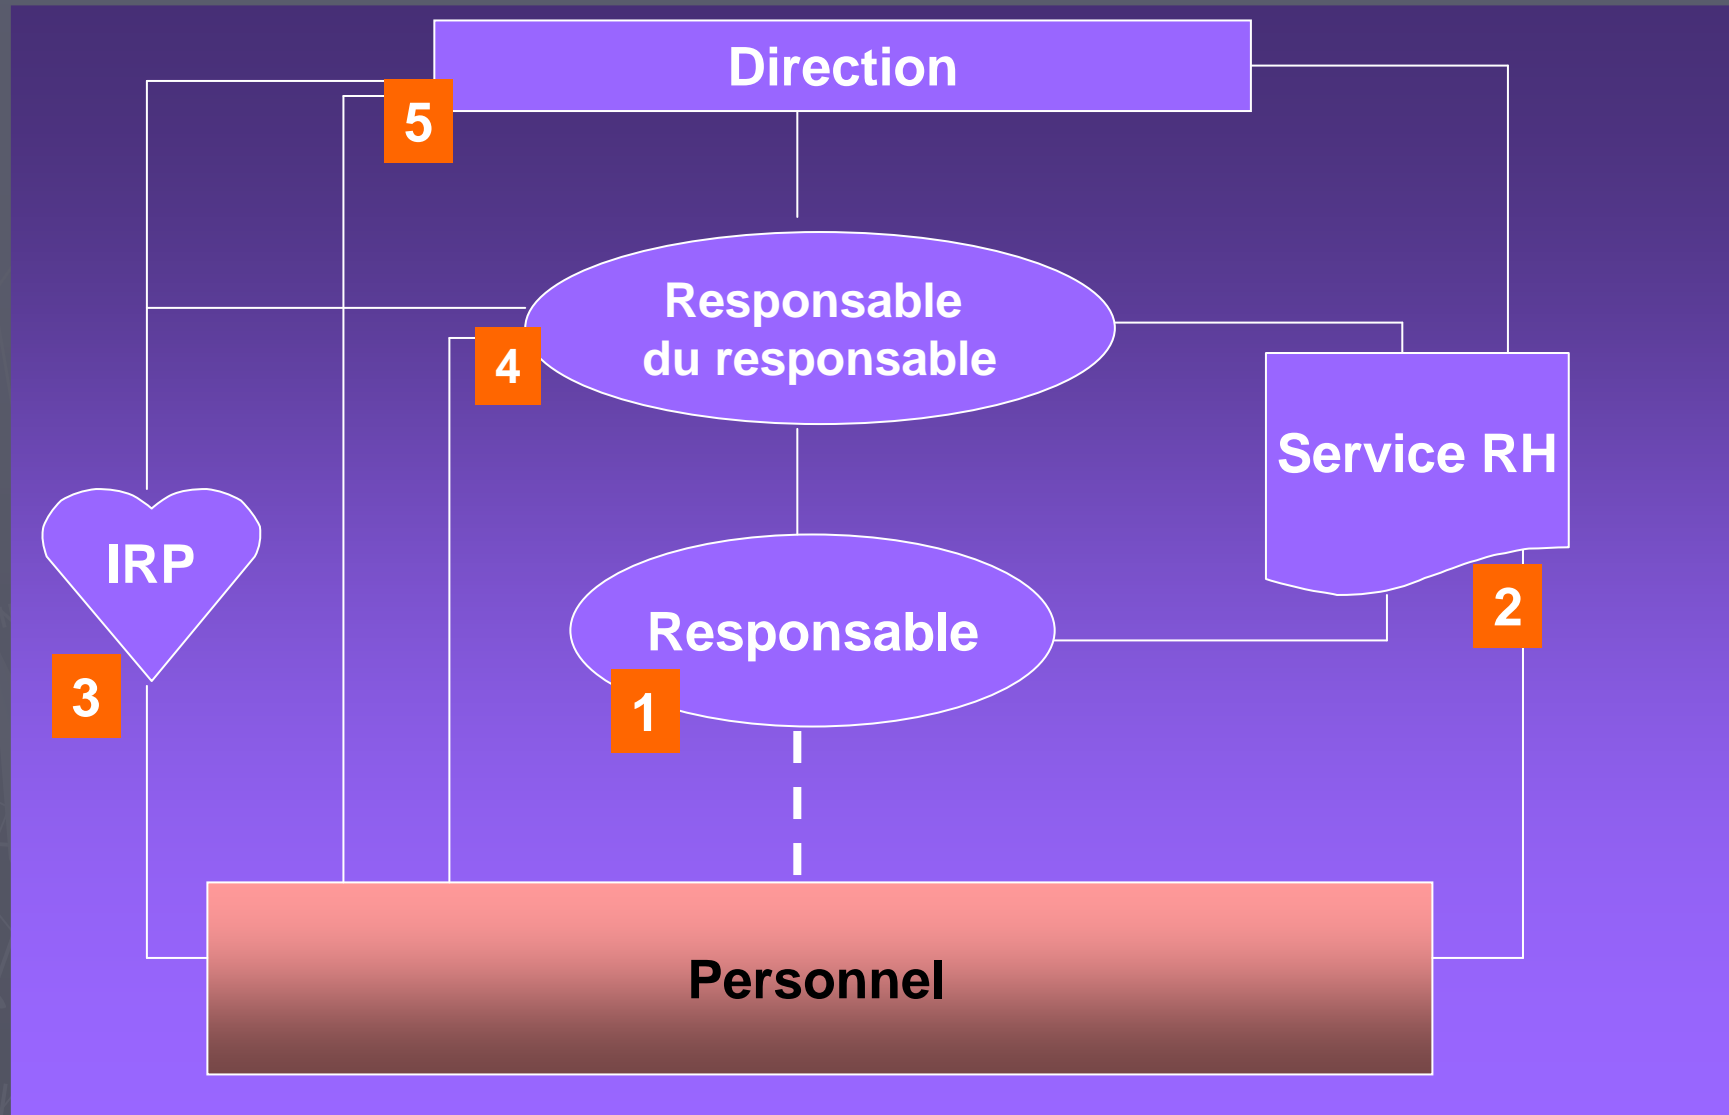 Direction
5
Responsable
du responsable
4
Service RH
IRP
2
Responsable
3
1
Personnel